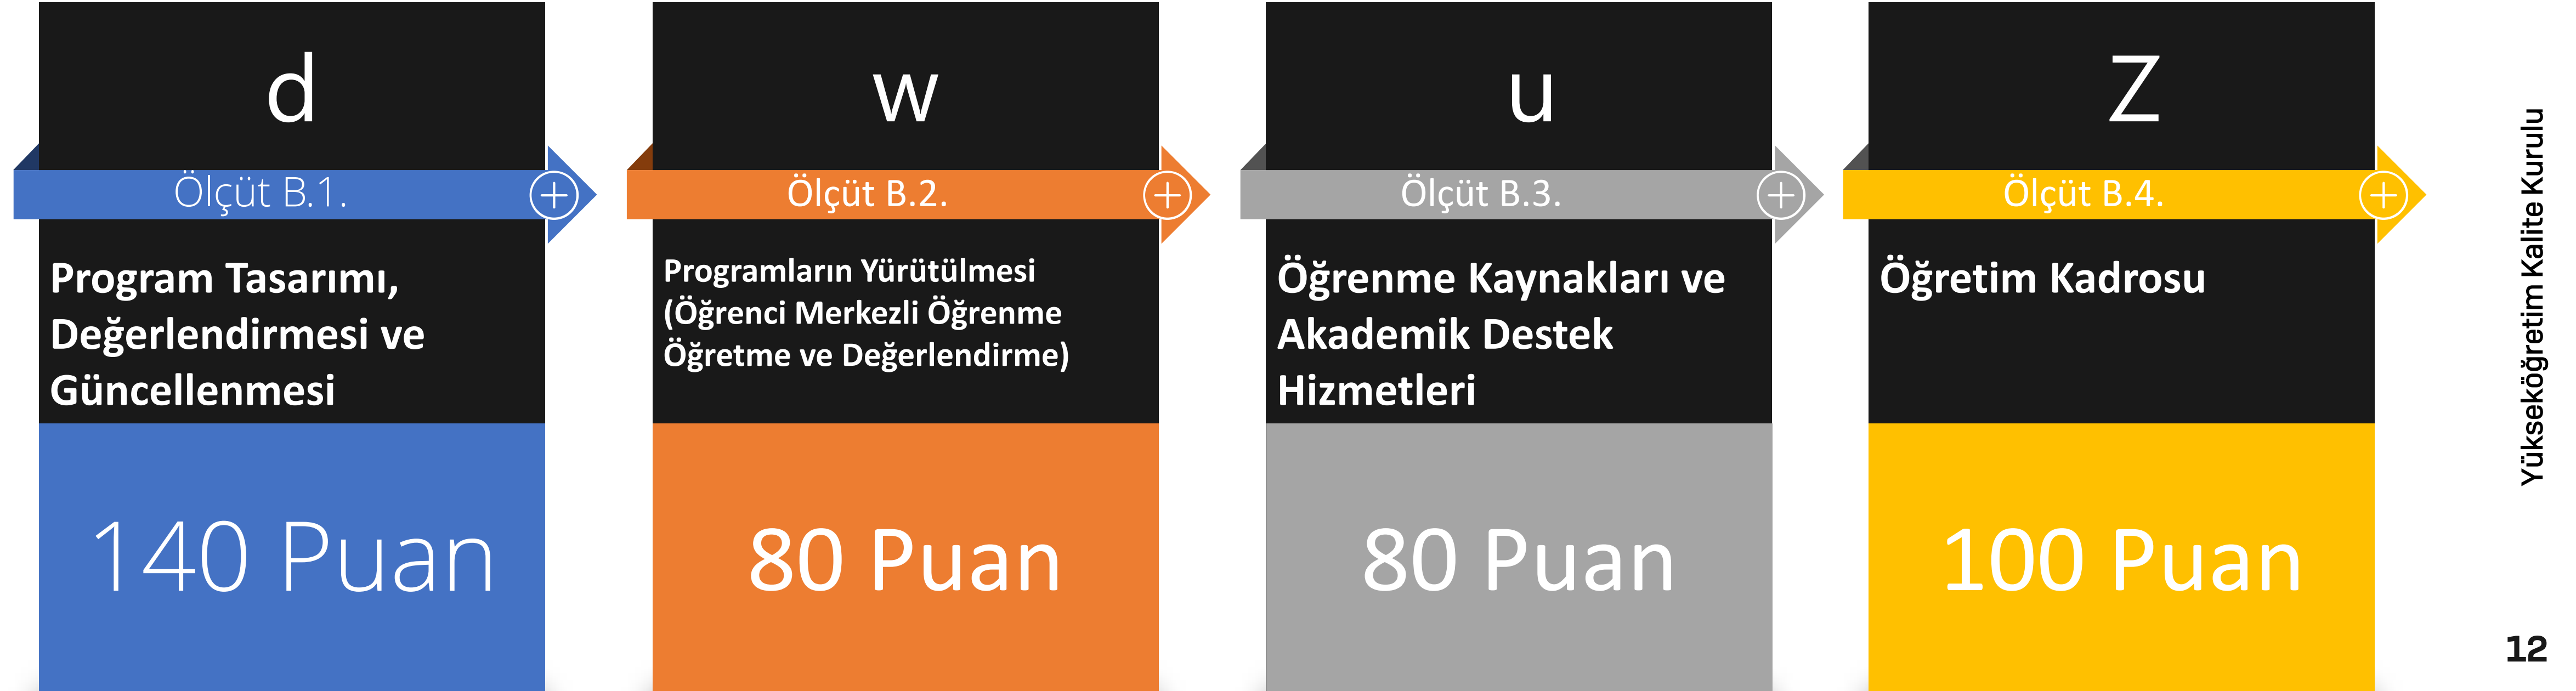 d
Ölçüt B.1.
Program Tasarımı,
Değerlendirmesi ve
Güncellenmesi
140 Puan
w
Ölçüt B.2.
Programların Yürütülmesi
(Öğrenci Merkezli Öğrenme
Öğretme ve Değerlendirme)
80 Puan
u
Ölçüt B.3.
Öğrenme Kaynakları ve
Akademik Destek
Hizmetleri
80 Puan
Z
Ölçüt B.4.
Öğretim Kadrosu
100 Puan
Yükseköğretim Kalite Kurulu
12